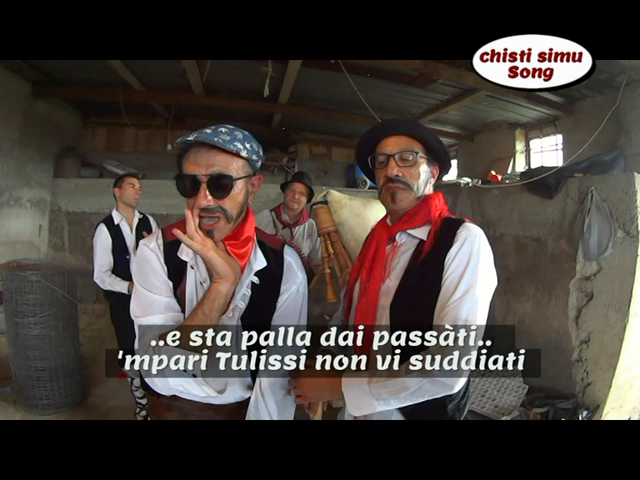 chisti simu
Song
..e sta palla dai passàti..
'mpari Tulissi non vi suddiati